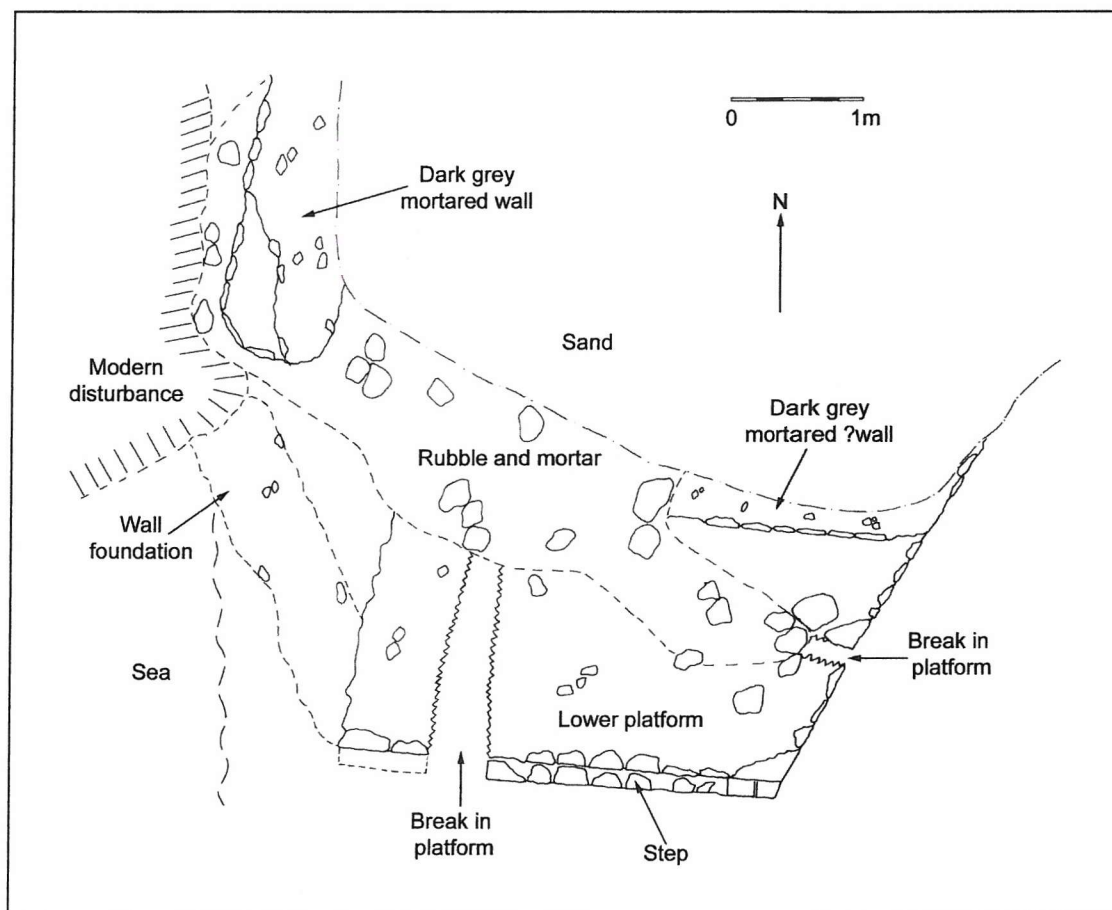 0 1m
Dark grey
mortared wall
N
Sand
Modern
disturbance
Dark grey
mortared ?wall
Rubble and mortar
Wall
foundation
Sea
Break in
platform
Lower platform
Break in
platform
Step